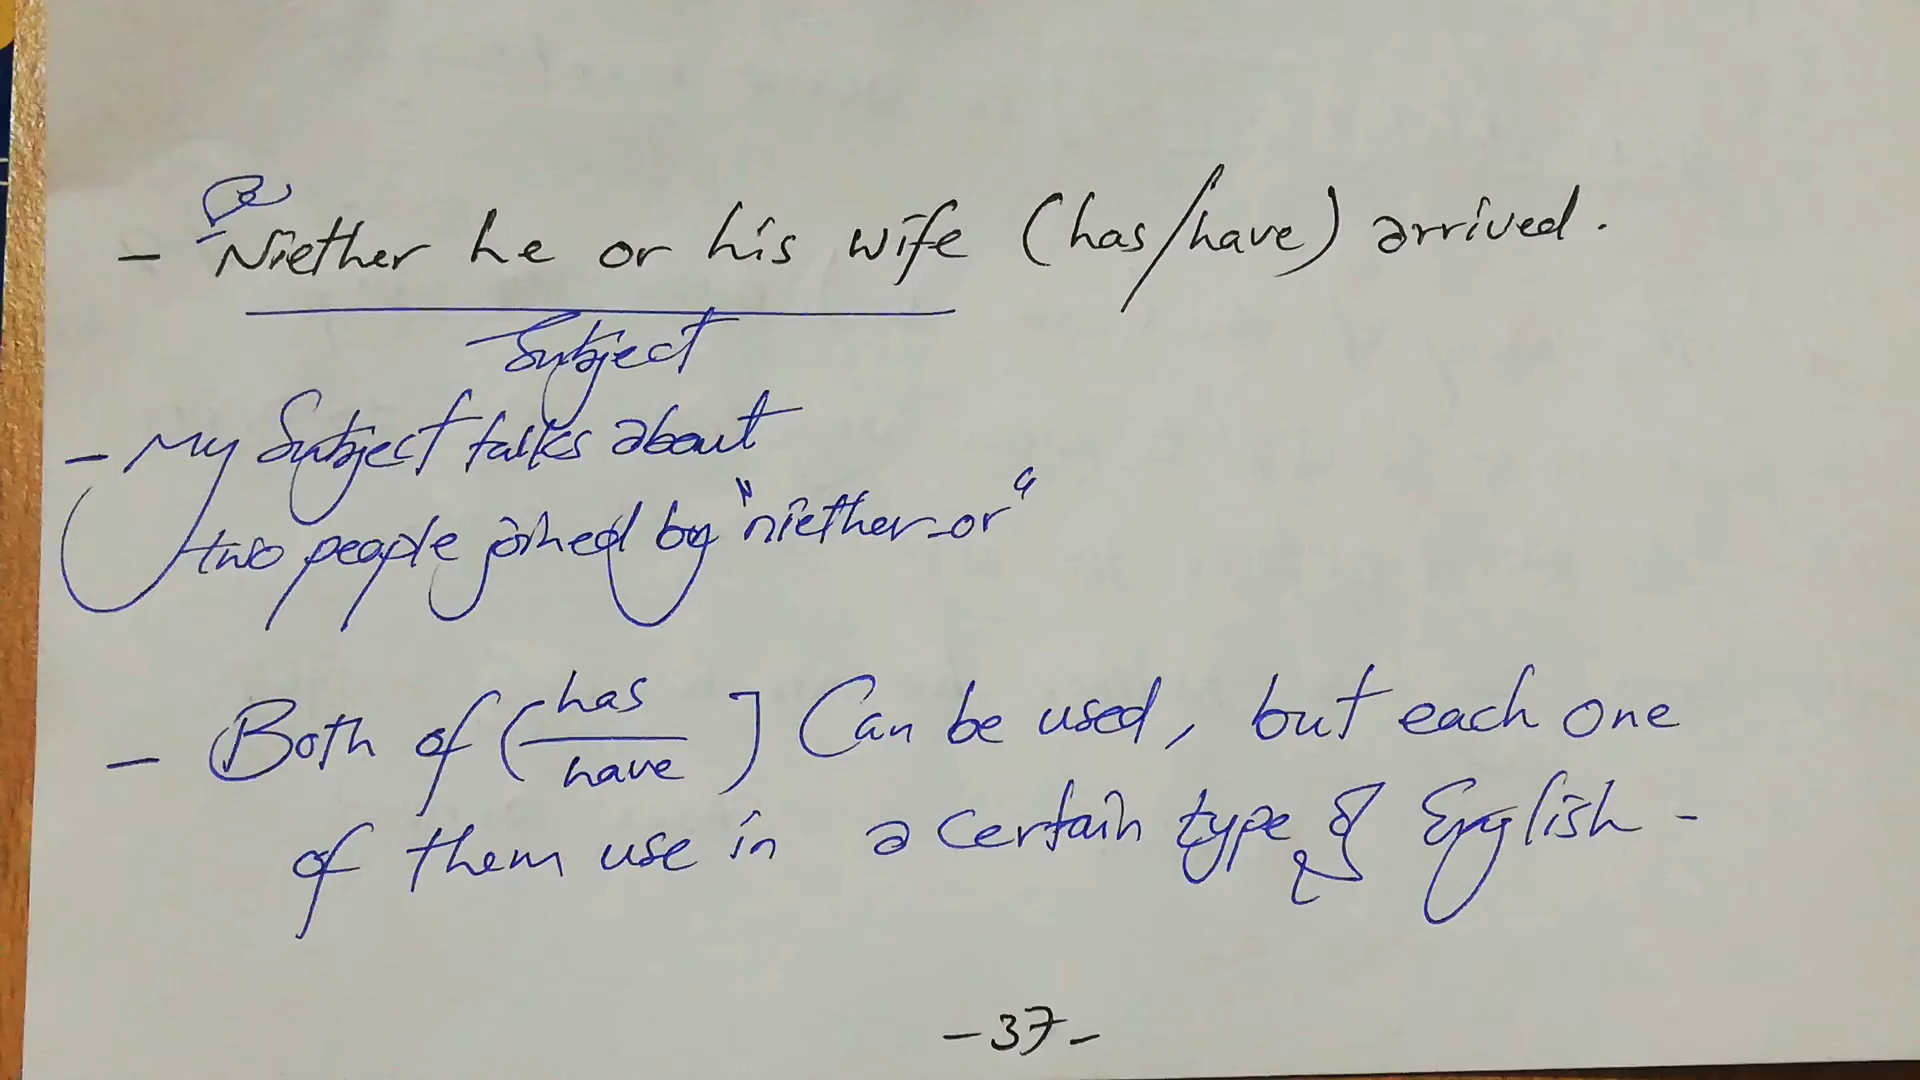 - Niether he or his wife (has/have) arrived.
Subject
- My Subject talks about
two people joined by "niether-or"
- Both of (has/have] Can be used, but each one
of them use in a certain type of English -
- 37 -